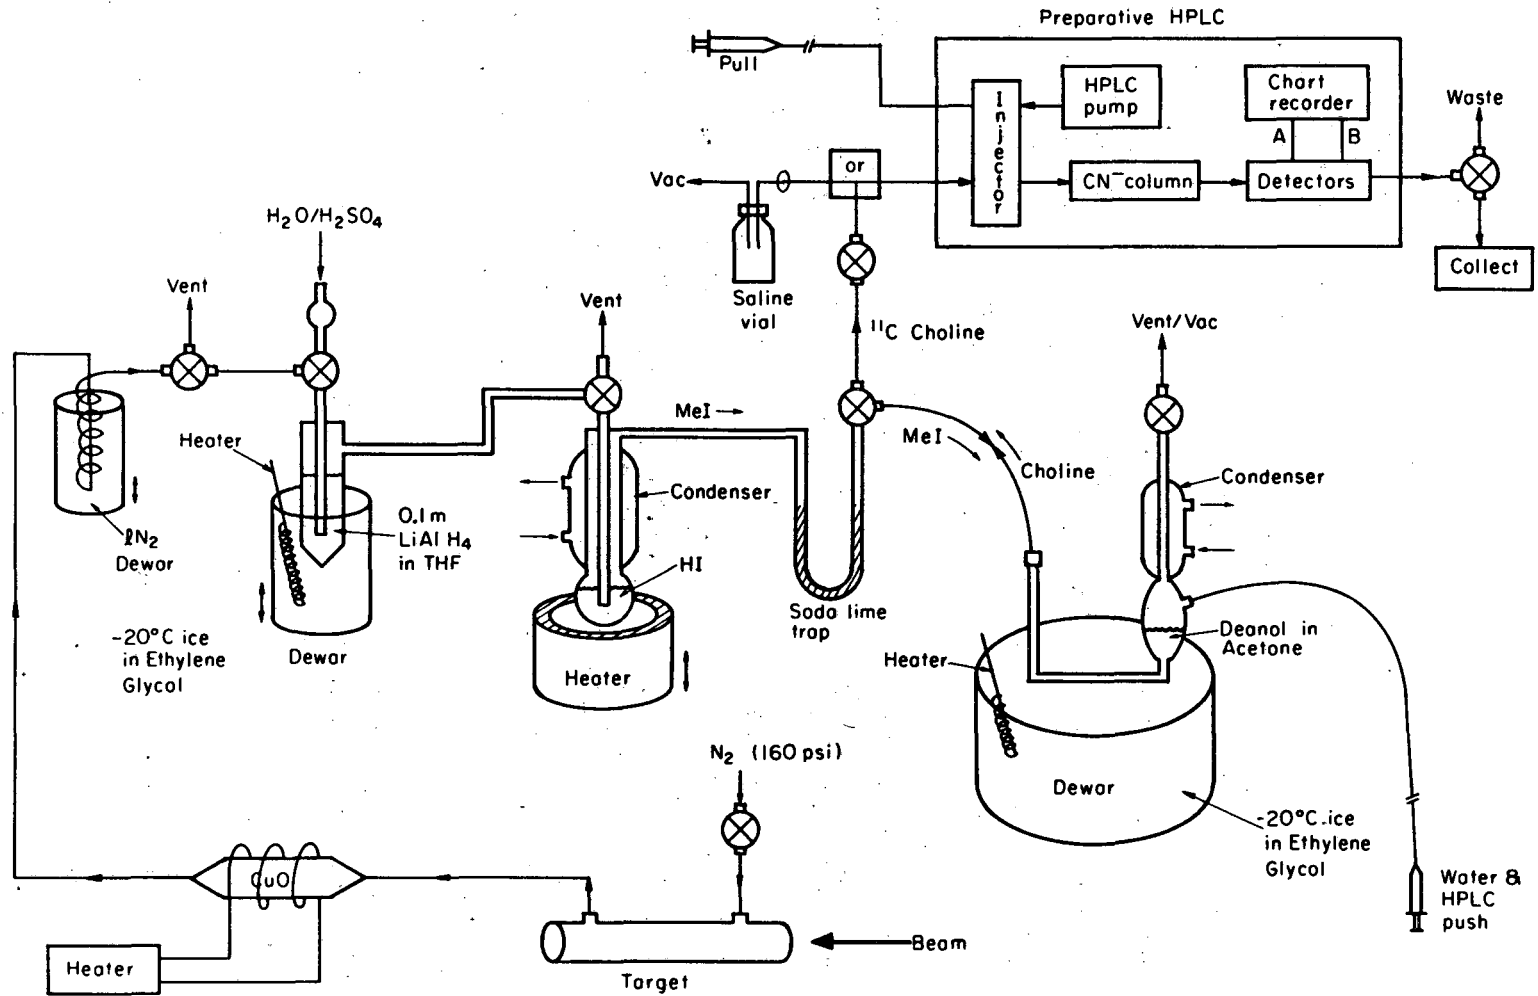 Preparative HPLC
Pull
Injector
HPLC
pump
Chart
recorder
A
B
Waste
or
Vac
CN⁻ column
Detectors
Collect
Saline
vial
H₂O/H₂SO₄
Vent
Vent
¹¹C Choline
Vent/Vac
MeI →
MeI
Choline
Heater
Condenser
Condenser
ℓN₂
Dewar
0.1 m
LiAl H₄
in THF
HI
Soda lime
trap
Deanol in
Acetone
-20°C ice
in Ethylene
Glycol
Dewar
Heater
Heater
N₂ (160 psi)
Dewar
-20°C ice
in Ethylene
Glycol
CuO
Water &
HPLC
push
Heater
Beam
Target